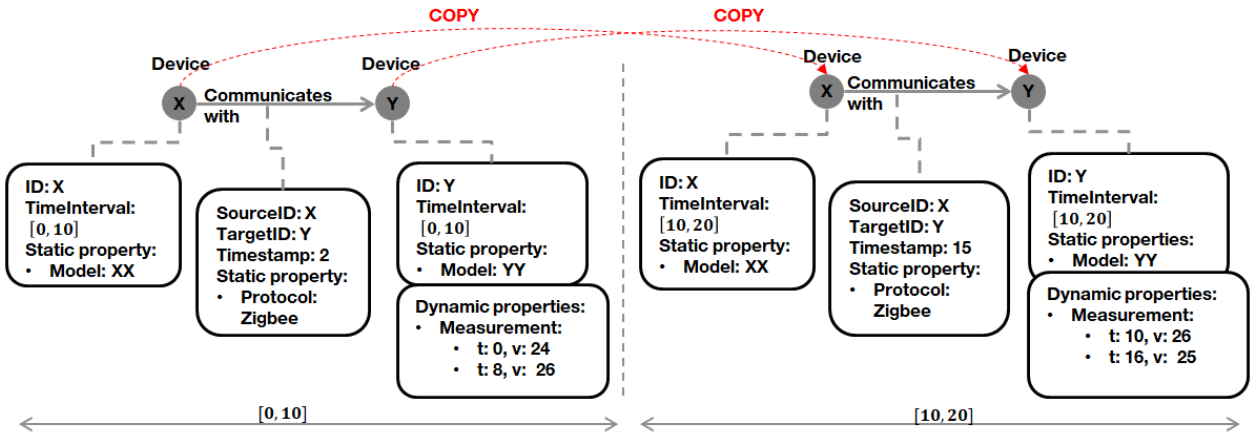 COPY
COPY
Device
Device
X
Communicates
with
Y
ID: X
TimeInterval:
[0, 10]
Static property:
• Model: XX
SourceID: X
TargetID: Y
Timestamp: 2
Static property:
• Protocol:
Zigbee
ID: Y
TimeInterval:
[0, 10]
Static property:
• Model: YY
Dynamic properties:
• Measurement:
• t: 0, v: 24
• t: 8, v: 26
[0, 10]
Device
Device
X
Communicates
with
Y
ID: X
TimeInterval:
[10, 20]
Static property:
• Model: XX
SourceID: X
TargetID: Y
Timestamp: 15
Static property:
• Protocol:
Zigbee
ID: Y
TimeInterval:
[10, 20]
Static properties:
• Model: YY
Dynamic properties:
• Measurement:
• t: 10, v: 26
• t: 16, v: 25
[10, 20]